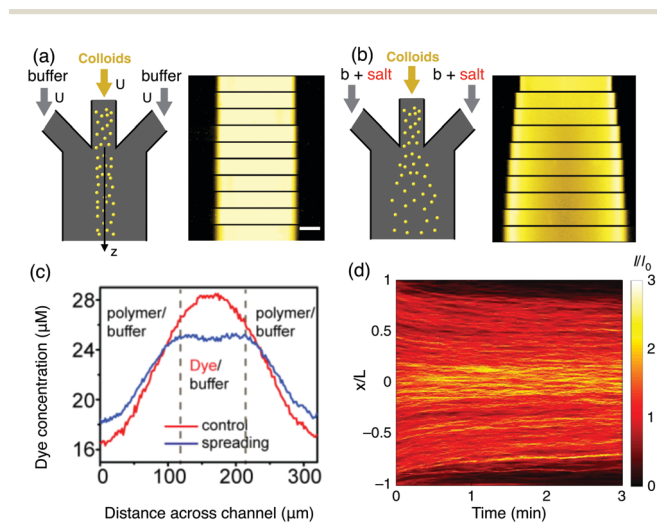 (a)
Colloids
buffer
buffer
U
U
U
z
(b)
Colloids
b + salt
b + salt
(c)
28
24
20
16
Dye concentration (µM)
polymer/
buffer
polymer/
buffer
Dye/
buffer
control
spreading
0
100
200
300
Distance across channel (µm)
(d)
1
0.5
0
−0.5
−1
x/L
0
1
2
3
Time (min)
I/I0
3
2
1
0